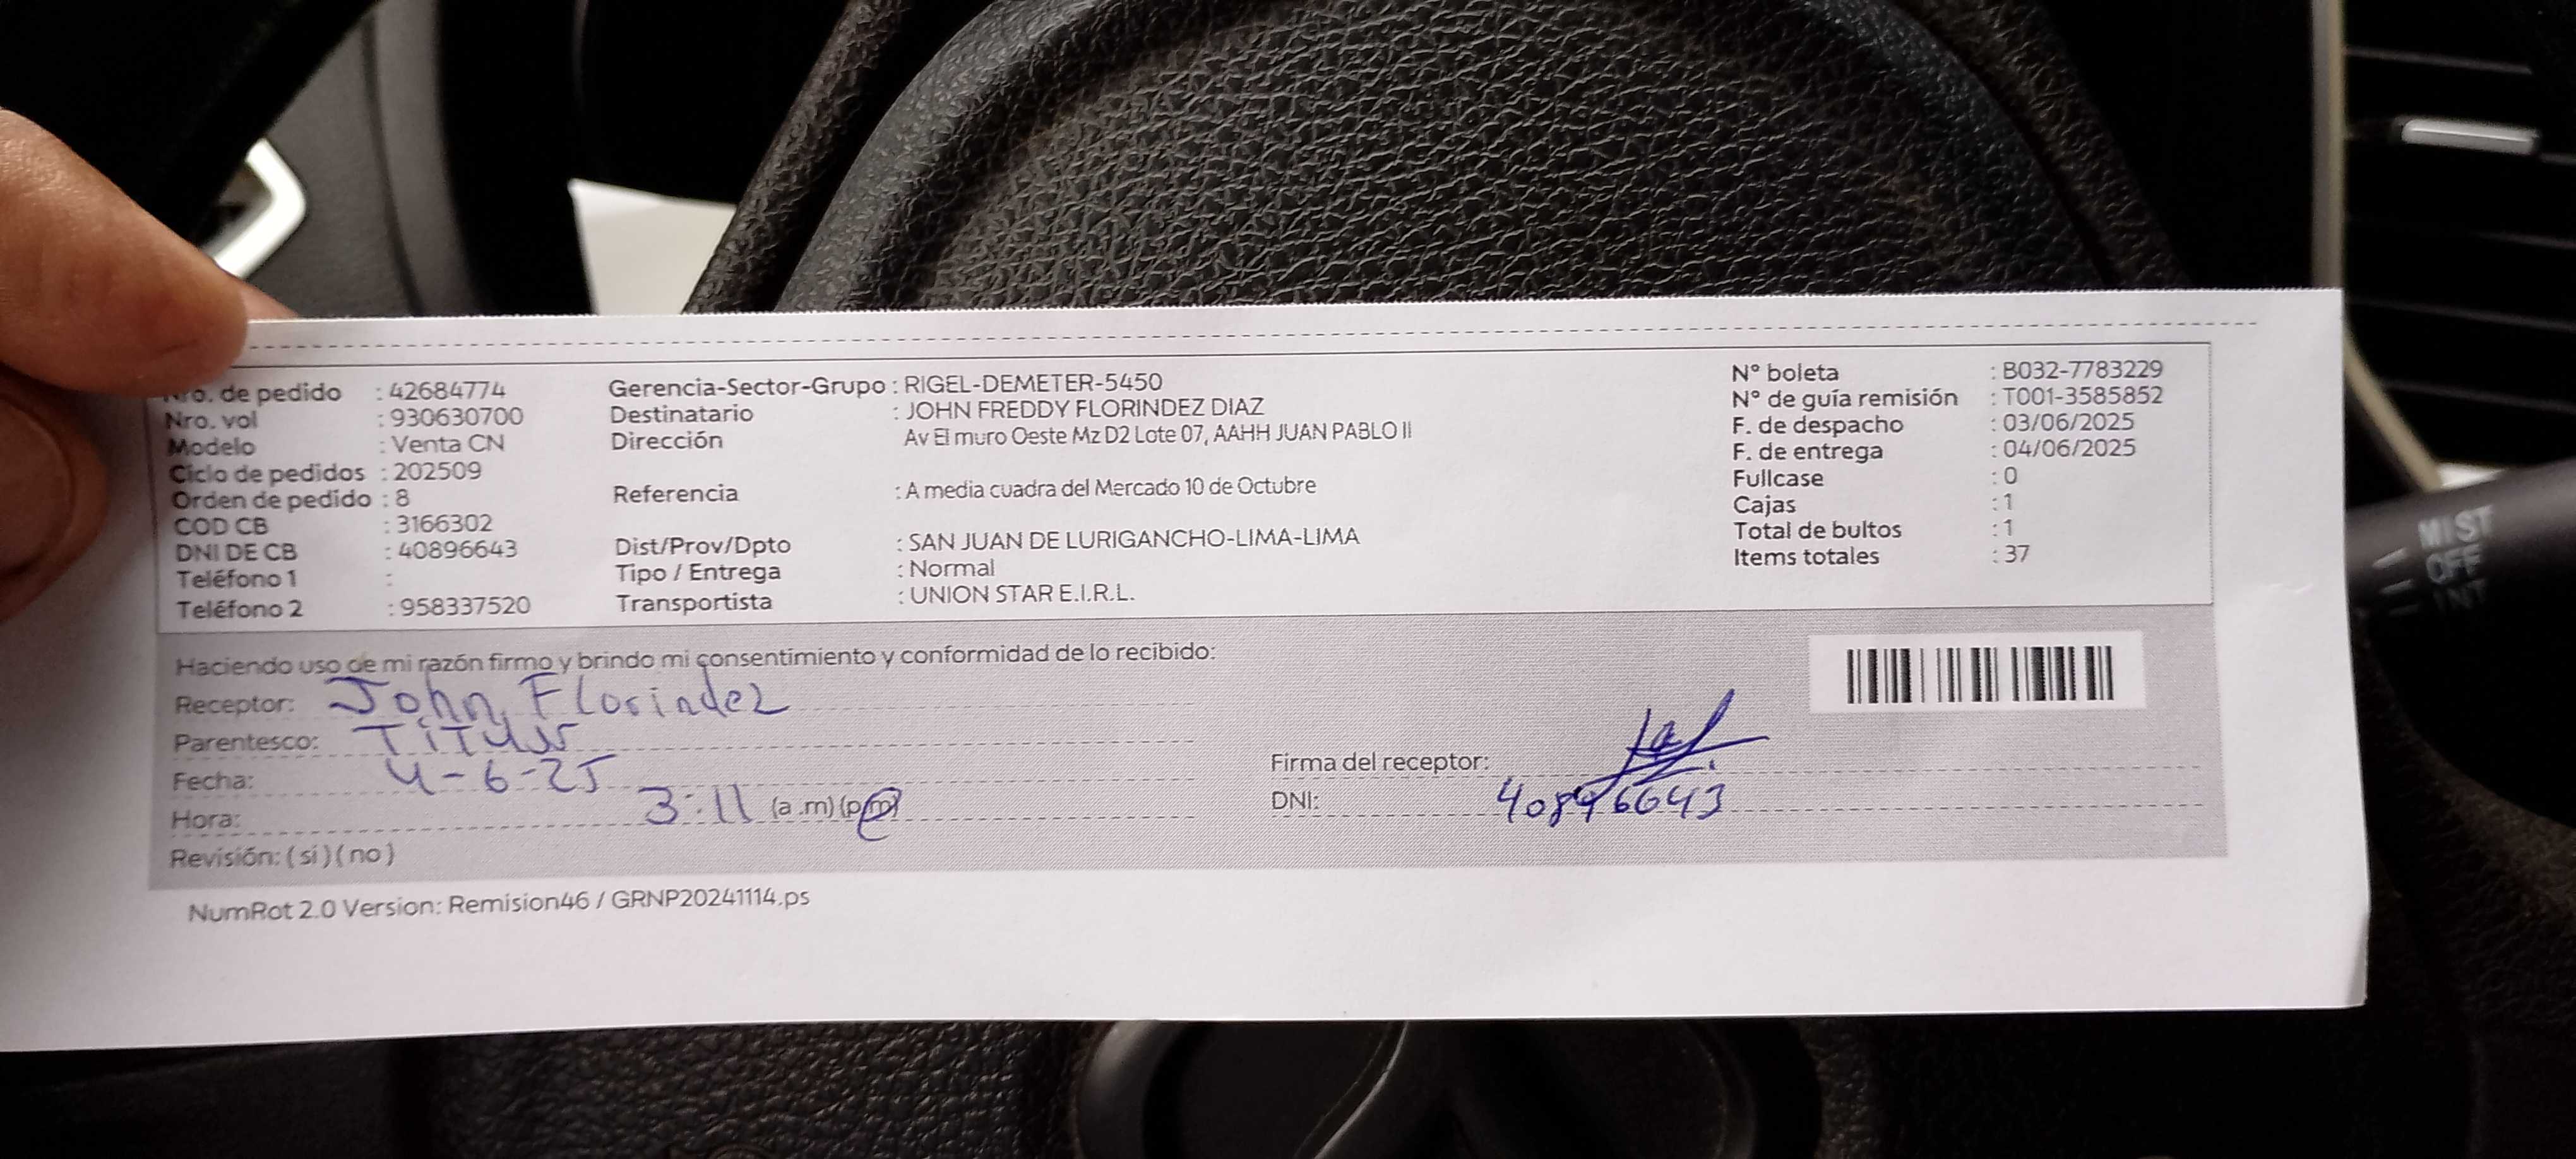 Nro. de pedido : 42684774
Nro. vol : 930630700
Modelo : Venta CN
Ciclo de pedidos : 202509
Orden de pedido : 8
COD CB : 3166302
DNI DE CB : 40896643
Teléfono 1 :
Teléfono 2 : 958337520
Gerencia-Sector-Grupo : RIGEL-DEMETER-5450
Destinatario : JOHN FREDDY FLORINDEZ DIAZ
Dirección Av El muro Oeste Mz D2 Lote 07, AAHH JUAN PABLO II
Referencia : A media cuadra del Mercado 10 de Octubre
Dist/Prov/Dpto : SAN JUAN DE LURIGANCHO-LIMA-LIMA
Tipo / Entrega : Normal
Transportista : UNION STAR E.I.R.L.
N° boleta : B032-7783229
N° de guía remisión : T001-3585852
F. de despacho : 03/06/2025
F. de entrega : 04/06/2025
Fullcase : 0
Cajas : 1
Total de bultos : 1
Items totales : 37
Haciendo uso de mi razón firmo y brindo mi consentimiento y conformidad de lo recibido:
Receptor: John Florindez
Parentesco: Titular
Fecha: 4-6-25
Hora: 3:11 (a .m) (p.m)
Revisión: ( si ) ( no )
Firma del receptor:
DNI: 40896643
NumRot 2.0 Version: Remision46 / GRNP20241114.ps
MIST
OFF
INT